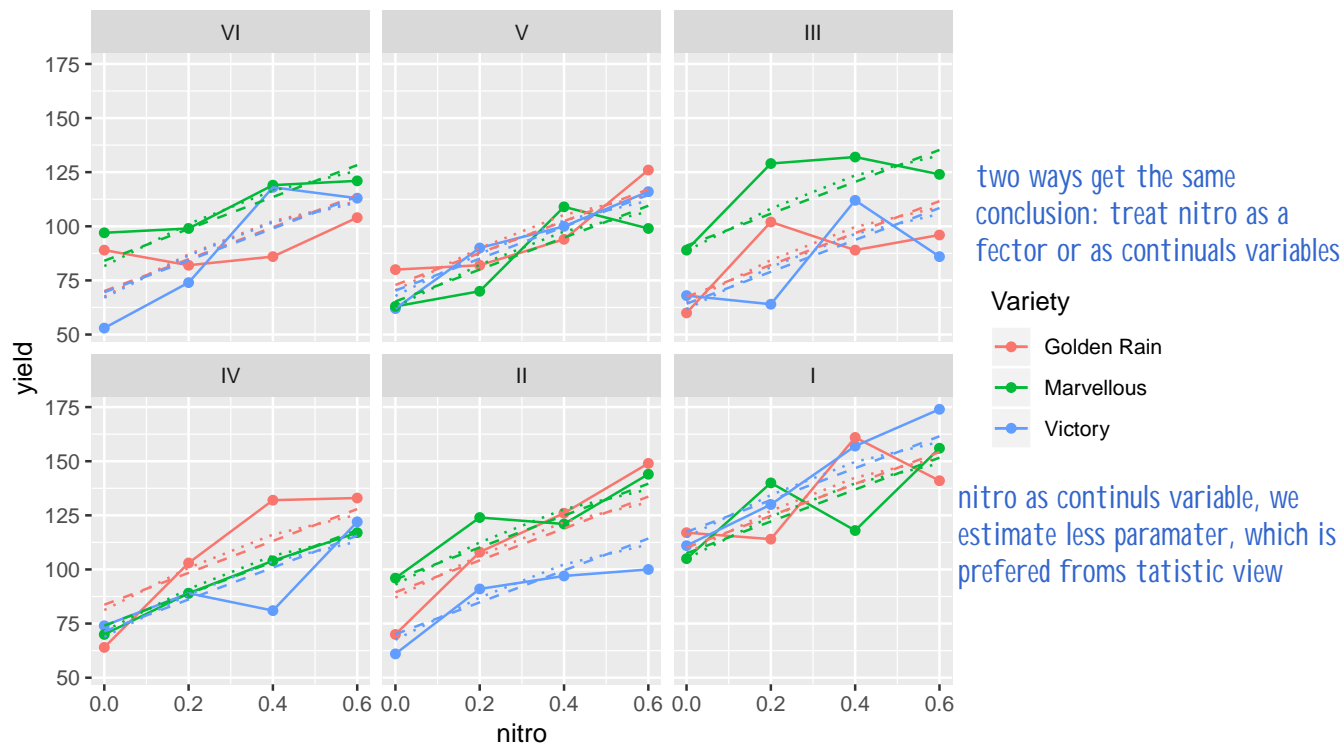 VI
V
III
175
150
125
100
75
50
IV
II
I
175
150
125
100
75
50
0.0 0.2 0.4 0.6
0.0 0.2 0.4 0.6
0.0 0.2 0.4 0.6
nitro
yield
two ways get the same
conclusion: treat nitro as a
fector or as continuals variables
Variety
Golden Rain
Marvellous
Victory
nitro as continuls variable, we
estimate less paramater, which is
prefered froms tatistic view